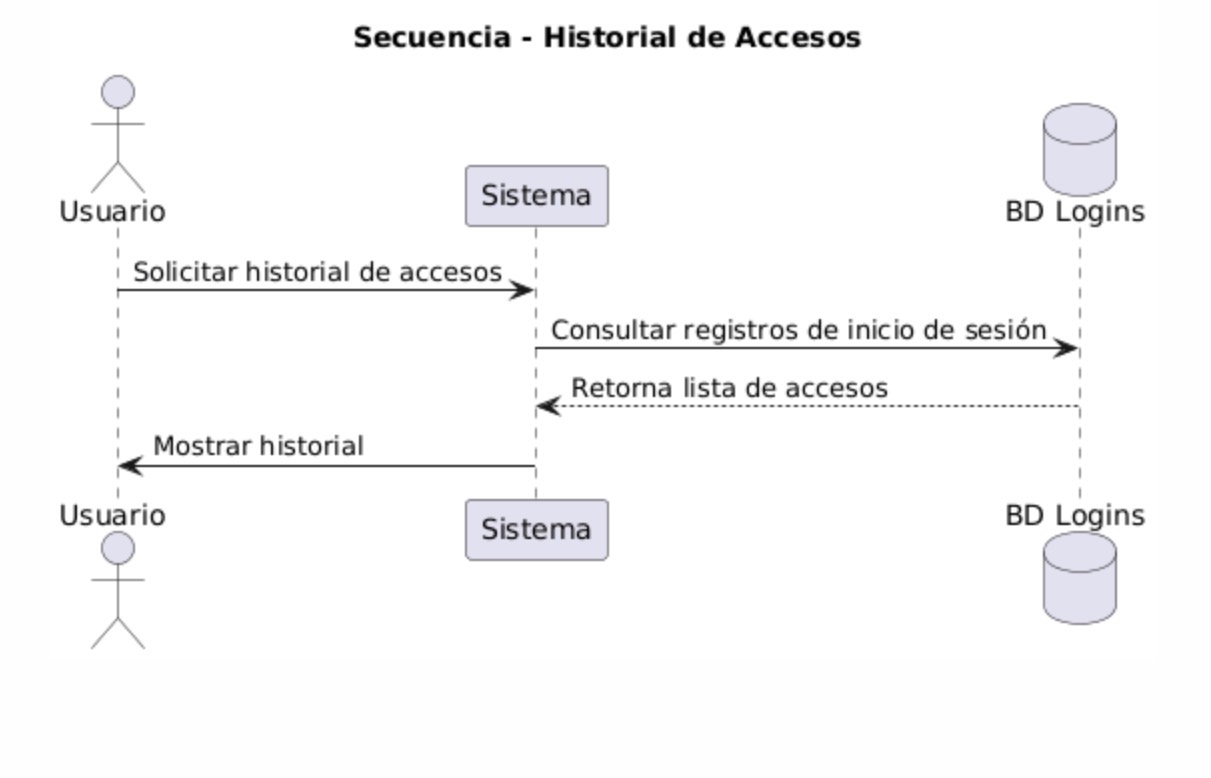 Secuencia - Historial de Accesos
Usuario
Sistema
BD Logins
Solicitar historial de accesos
Consultar registros de inicio de sesión
Retorna lista de accesos
Mostrar historial
Usuario
Sistema
BD Logins